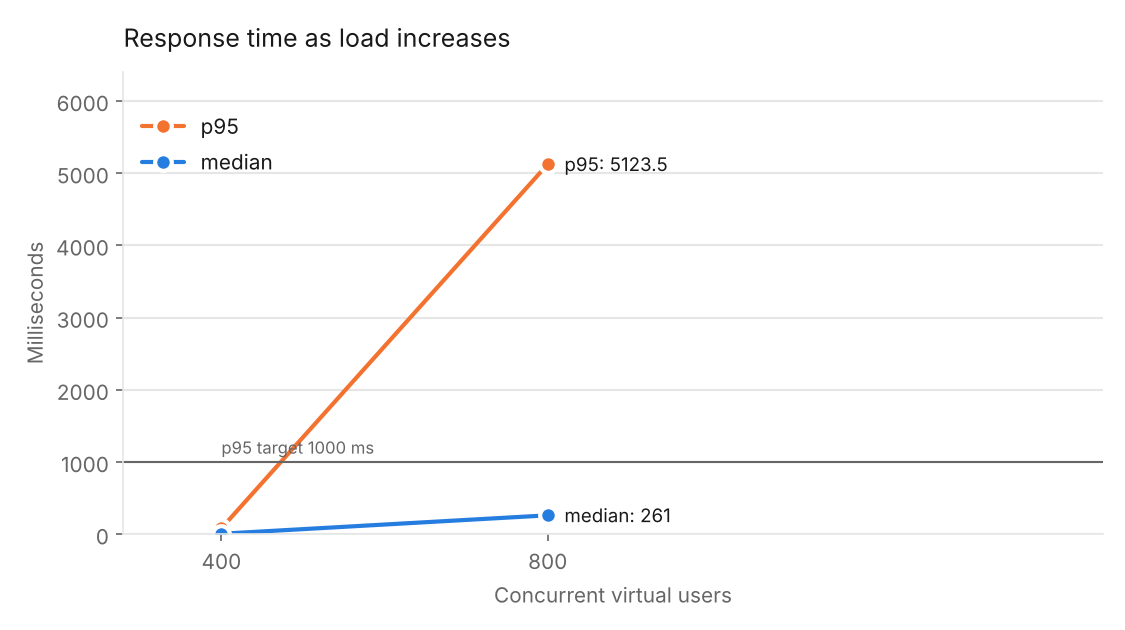 Response time as load increases
6000
p95
median
5000
p95: 5123.5
4000
Milliseconds
3000
2000
p95 target 1000 ms
1000
median: 261
0
400
800
Concurrent virtual users